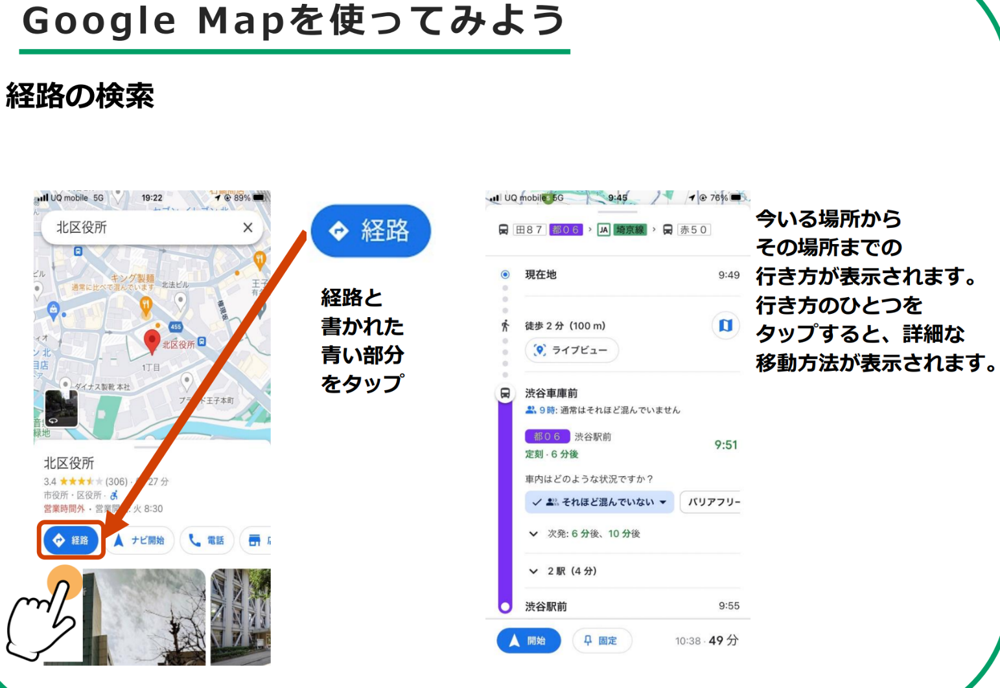 Google Mapを使ってみよう
経路の検索
UQ mobile 5G 19:22 89%
北区役所
キング製麺
通常に比べて混んでいます
北法ビル
権現坂
455
北区役所
1丁目
ダイナス製靴 本社
北区役所
3.4 (306)
27 分
市役所・区役所
営業時間外・営業開
火 8:30
経路
ナビ開始
電話
経路
経路と
書かれた
青い部分
をタップ
UQ mobile 5G 9:45 76%
田87 都06 › JA 埼京線 › 赤50
現在地 9:49
徒歩 2 分（100 m）
ライブビュー
渋谷車庫前
9 時: 通常はそれほど混んでいません
都06 渋谷駅前
9:51
定刻 · 6 分後
車内はどのような状況ですか？
それほど混んでいない バリアフリー
次発: 6 分後、10 分後
2 駅（4 分）
渋谷駅前 9:55
開始 固定 10:38 · 49 分
今いる場所から
その場所までの
行き方が表示されます。
行き方のひとつを
タップすると、詳細な
移動方法が表示されます。